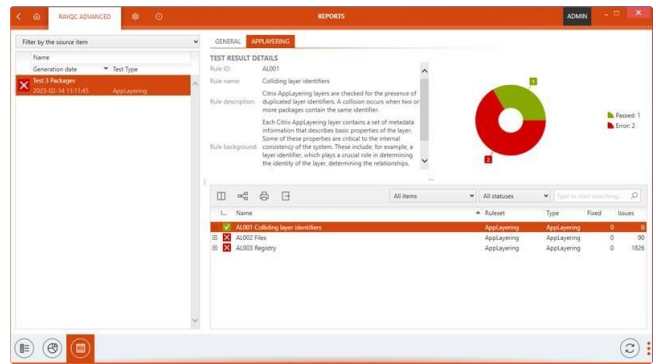 RAYQC ADVANCED
REPORTS
ADMIN
Filter by the source item
Name
Generation date Test Type
Test 3 Packages
2023-02-14 11:11:45 AppLayering
GENERAL APPLAYERING
TEST RESULT DETAILS
Rule ID: AL001
Rule name: Colliding layer identifiers
Rule description: Citrix AppLayering layers are checked for the presence of
duplicated layer identifiers. A collision occurs when two or
more packages contain the same identifier.
Rule background: Each Citrix AppLayering layer contains a set of metadata
information that describes basic properties of the layer.
Some of these properties are critical to the internal
consistency of the system. These include, for example, a
layer identifier, which plays a crucial role in determining
the identity of the layer, determining the relationships,
1
2
Passed: 1
Error: 2
All items All statuses Type to start searching...
I... Name Ruleset Type Fixed Issues
AL001 Colliding layer identifiers AppLayering AppLayering 0 0
AL002 Files AppLayering AppLayering 0 90
AL003 Registry AppLayering AppLayering 0 1826